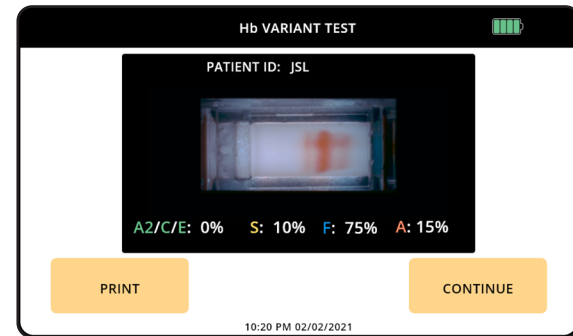 Hb VARIANT TEST
PATIENT ID: JSL
A2/C/E: 0% S: 10% F: 75% A: 15%
PRINT CONTINUE
10:20 PM 02/02/2021